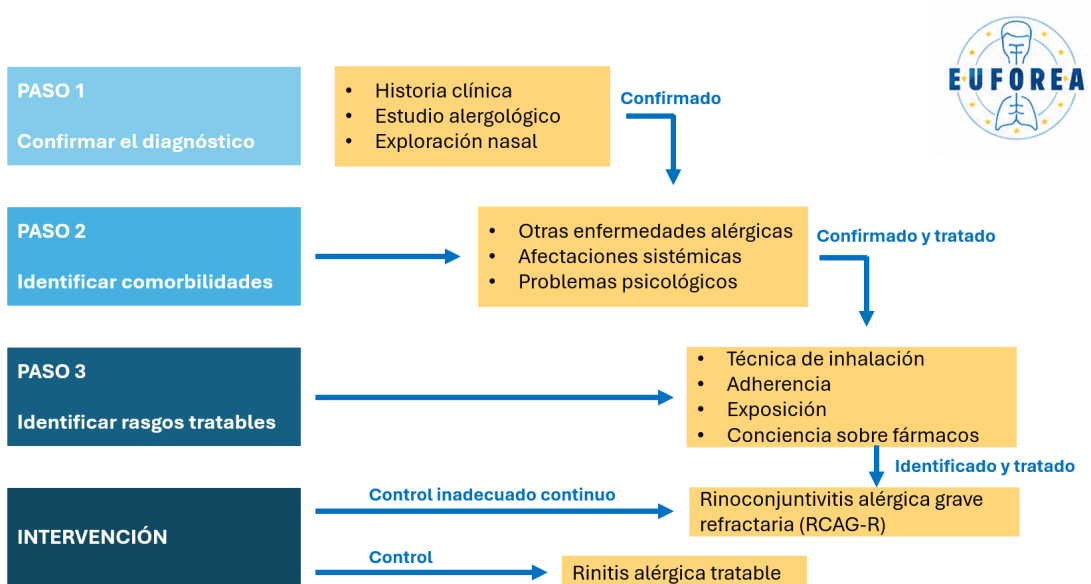 EUFOREA
PASO 1
Confirmar el diagnóstico
• Historia clínica
• Estudio alergológico
• Exploración nasal
Confirmado
PASO 2
Identificar comorbilidades
• Otras enfermedades alérgicas
• Afectaciones sistémicas
• Problemas psicológicos
Confirmado y tratado
PASO 3
Identificar rasgos tratables
• Técnica de inhalación
• Adherencia
• Exposición
• Conciencia sobre fármacos
Identificado y tratado
INTERVENCIÓN
Control inadecuado continuo
Rinoconjuntivitis alérgica grave
refractaria (RCAG-R)
Control
Rinitis alérgica tratable